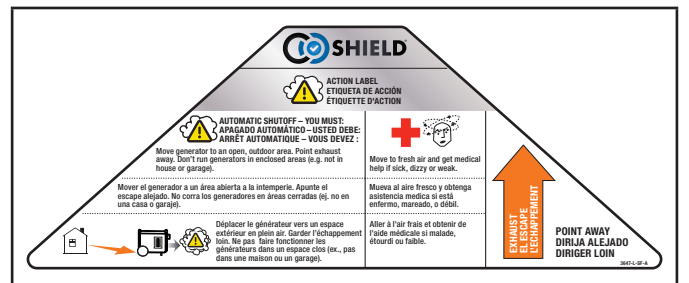 CO SHIELD®
ACTION LABEL
ETIQUETA DE ACCIÓN
ÉTIQUETTE D'ACTION
AUTOMATIC SHUTOFF – YOU MUST:
APAGADO AUTOMÁTICO – USTED DEBE:
ARRÊT AUTOMATIQUE – VOUS DEVEZ :
Move generator to an open, outdoor area. Point exhaust
away. Don't run generators in enclosed areas (e.g. not in
house or garage).
Move to fresh air and get medical
help if sick, dizzy or weak.
Mover el generador a un área abierta a la intemperie. Apunte el
escape alejado. No corra los generadores en áreas cerradas (ej. no en
una casa o garaje).
Mueva al aire fresco y obtenga
asistencia medica si está
enfermo, mareado, o débil.
Déplacer le générateur vers un espace
extérieur en plein air. Garder l'échappement
loin. Ne pas faire fonctionner les
générateurs dans un espace clos (ex., pas
dans une maison ou un garage).
Aller à l'air frais et obtenir de
l'aide médicale si malade,
étourdi ou faible.
EXHAUST
EL ESCAPE
L'ÉCHAPPEMENT
POINT AWAY
DIRIJA ALEJADO
DIRIGER LOIN
3647-L-SF-A